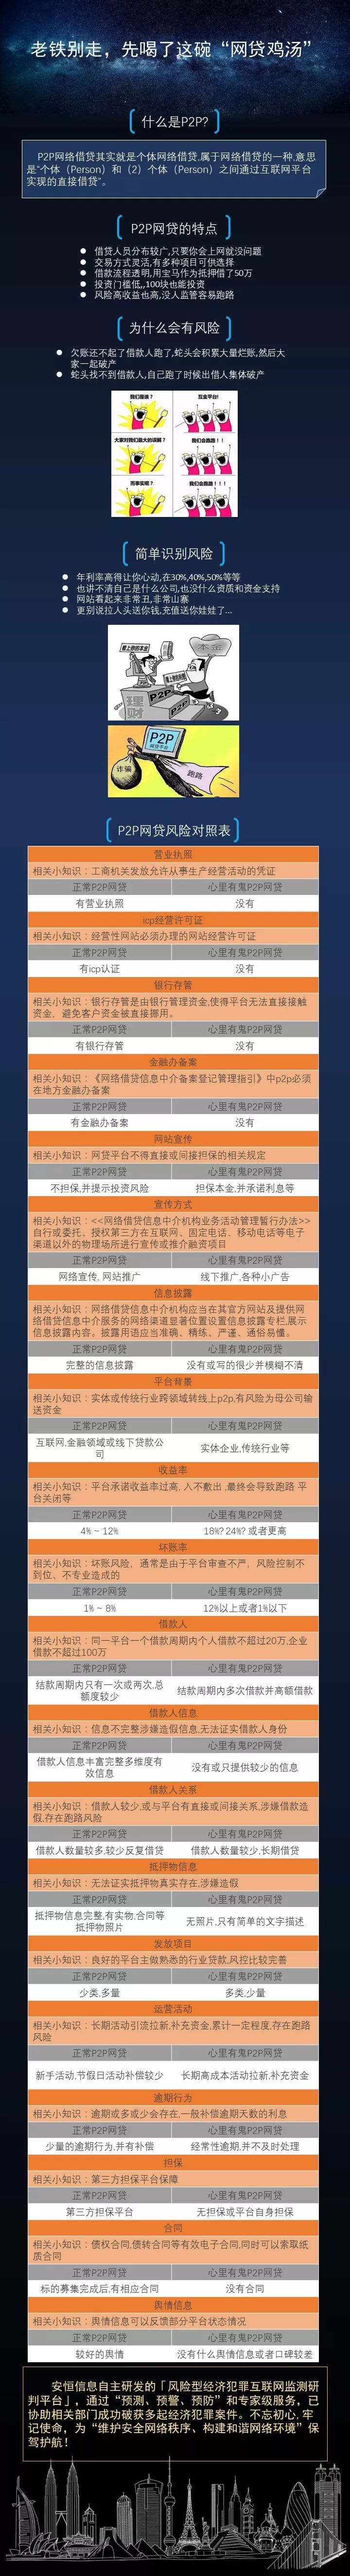 老铁别走，先喝了这碗“网贷鸡汤”
什么是P2P?
P2P网络借贷其实就是个体网络借贷,属于网络借贷的一种,意思
是“个体（Person）和（2）个体（Person）之间通过互联网平台
实现的直接借贷”。
P2P网贷的特点
借贷人员分布较广,只要你会上网就没问题
交易方式灵活,有多种项目可供选择
借款流程透明,用宝马作为抵押借了50万
投资门槛低,,100块也能投资
风险高收益也高,没人监管容易跑路
为什么会有风险
欠账还不起了借款人跑了,蛇头会积累大量烂账,然后大
家一起破产
蛇头找不到借款人,自己跑了时候出借人集体破产
我们是谁？
互金平台!
大家对我们最大的误解？
我们会跑路！！
而事实呢？
我们会跑路！！！
简单识别风险
年利率高得让你心动,在30%,40%,50%等等
也讲不清自己是什么公司,也没什么资质和资金支持
网站看起来非常丑,非常山寨
更别说拉人头送你钱,充值送你娃娃了...
本金
理财
P2P
P2P
P2P
网贷平台
诈骗
跑路
P2P网贷风险对照表
营业执照
相关小知识：工商机关发放允许从事生产经营活动的凭证
正常P2P网贷 心里有鬼P2P网贷
有营业执照 没有
icp经营许可证
相关小知识：经营性网站必须办理的网站经营许可证
正常P2P网贷 心里有鬼P2P网贷
有icp认证 没有
银行存管
相关小知识：银行存管是由银行管理资金,使得平台无法直接接触
资金，避免客户资金被直接挪用。
正常P2P网贷 心里有鬼P2P网贷
有银行存管 没有
金融办备案
相关小知识：《网络借贷信息中介备案登记管理指引》中p2p必须
在地方金融办备案
正常P2P网贷 心里有鬼P2P网贷
有金融办备案 没有
网站宣传
相关小知识：网贷平台不得直接或间接担保的相关规定
正常P2P网贷 心里有鬼P2P网贷
不担保,并提示投资风险 担保本金,并承诺利息等
宣传方式
相关小知识：<<网络借贷信息中介机构业务活动管理暂行办法>>
自行或委托、授权第三方在互联网、固定电话、移动电话等电子
渠道以外的物理场所进行宣传或推介融资项目
正常P2P网贷 心里有鬼P2P网贷
网络宣传, 网站推广 线下推广,各种小广告
信息披露
相关小知识：网络借贷信息中介机构应当在其官方网站及提供网
络借贷信息中介服务的网络渠道显著位置设置信息披露专栏,展示
信息披露内容。披露用语应当准确、精练、严谨、通俗易懂。
正常P2P网贷 心里有鬼P2P网贷
完整的信息披露 没有或写的很少并模糊不清
平台背景
相关小知识：实体或传统行业跨领域转线上p2p,有风险为母公司输
送资金
正常P2P网贷 心里有鬼P2P网贷
互联网,金融领域或线下贷款公
司 实体企业,传统行业等
收益率
相关小知识：平台承诺收益率过高, 入不敷出 ,最终会导致跑路 平
台关闭等
正常P2P网贷 心里有鬼P2P网贷
4% ~ 12% 18%? 24%? 或者更高
坏账率
相关小知识：坏账风险，通常是由于平台审查不严，风险控制不
到位、不专业造成的
正常P2P网贷 心里有鬼P2P网贷
1% ~ 8% 12%以上或者1%以下
借款人
相关小知识：同一平台一个借款周期内个人借款不超过20万,企业
借款不超过100万
正常P2P网贷 心里有鬼P2P网贷
结款周期内只有一次或两次,总
额度较少 结款周期内多次借款并高额借款
借款人信息
相关小知识：信息不完整涉嫌造假信息,无法证实借款人身份
正常P2P网贷 心里有鬼P2P网贷
借款人信息丰富完整多维度有
效信息 没有或只提供较少的信息
借款人关系
相关小知识：借款人较少,或与平台有直接或间接关系,涉嫌借款造
假,存在跑路风险
正常P2P网贷 心里有鬼P2P网贷
借款人数量较多,较少反复借贷 借款人数量较少,长期借贷
抵押物信息
相关小知识：无法证实抵押物真实存在,涉嫌造假
正常P2P网贷 心里有鬼P2P网贷
抵押物信息完整,有实物,合同等
抵押物照片 无照片,只有简单的文字描述
发放项目
相关小知识：良好的平台主做熟悉的行业贷款,风控比较完善
正常P2P网贷 心里有鬼P2P网贷
少类,多量 多类,少量
运营活动
相关小知识：长期活动引流拉新,补充资金,累计一定程度,存在跑路
风险
正常P2P网贷 心里有鬼P2P网贷
新手活动,节假日活动补偿较少 长期高成本活动拉新,补充资金
逾期行为
相关小知识：逾期或多或少会存在,一般补偿逾期天数的利息
正常P2P网贷 心里有鬼P2P网贷
少量的逾期行为,并有补偿 经常性逾期,并不及时处理
担保
相关小知识：第三方担保平台保障
正常P2P网贷 心里有鬼P2P网贷
第三方担保平台 无担保或平台自身担保
合同
相关小知识：债权合同,债转合同等有效电子合同,同时可以索取纸
质合同
正常P2P网贷 心里有鬼P2P网贷
标的募集完成后,有相应合同 没有合同
舆情信息
相关小知识：舆情信息可以反馈部分平台状态情况
正常P2P网贷 心里有鬼P2P网贷
较好的舆情 没有什么舆情信息或者口碑较差
安恒信息自主研发的「风险型经济犯罪互联网监测研
判平台」，通过“预测、预警、预防”和专家级服务，已
协助相关部门成功破获多起经济犯罪案件。不忘初心,牢
记使命，为“维护安全网络秩序、构建和谐网络环境”保
驾护航！